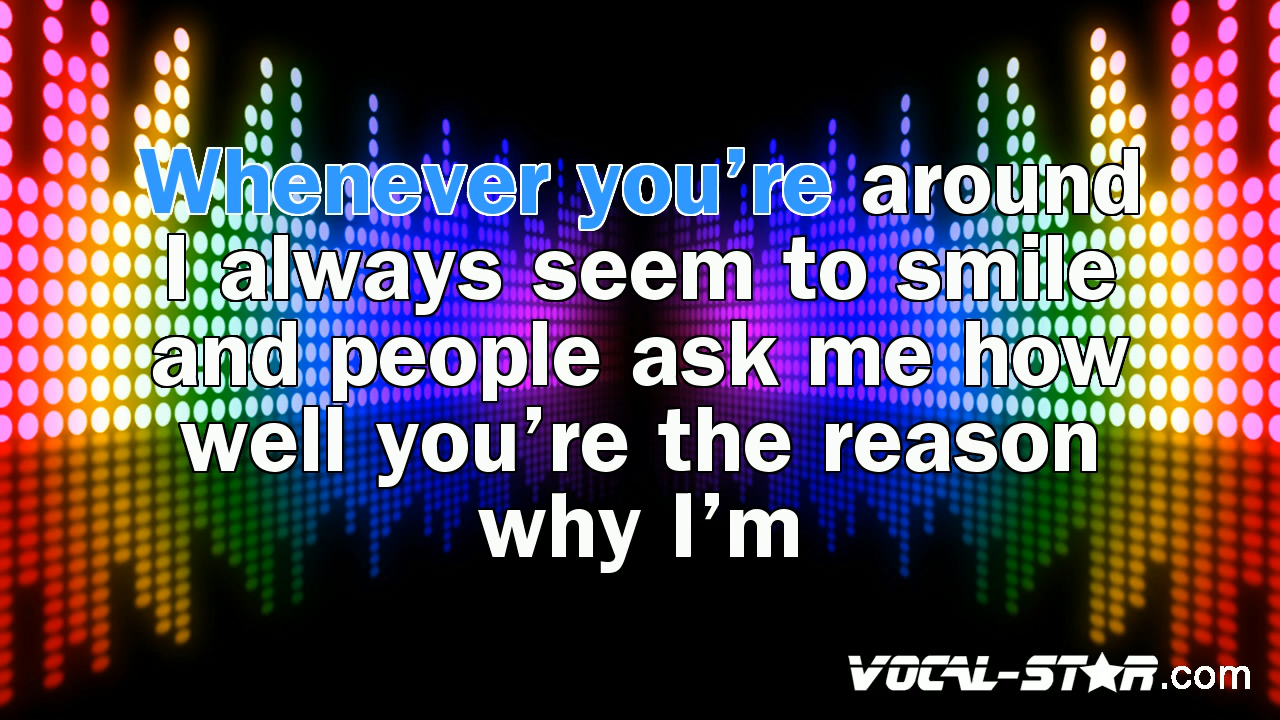 Whenever you’re around
I always seem to smile
and people ask me how
well you’re the reason
why I’m
VOCAL-STAR.com